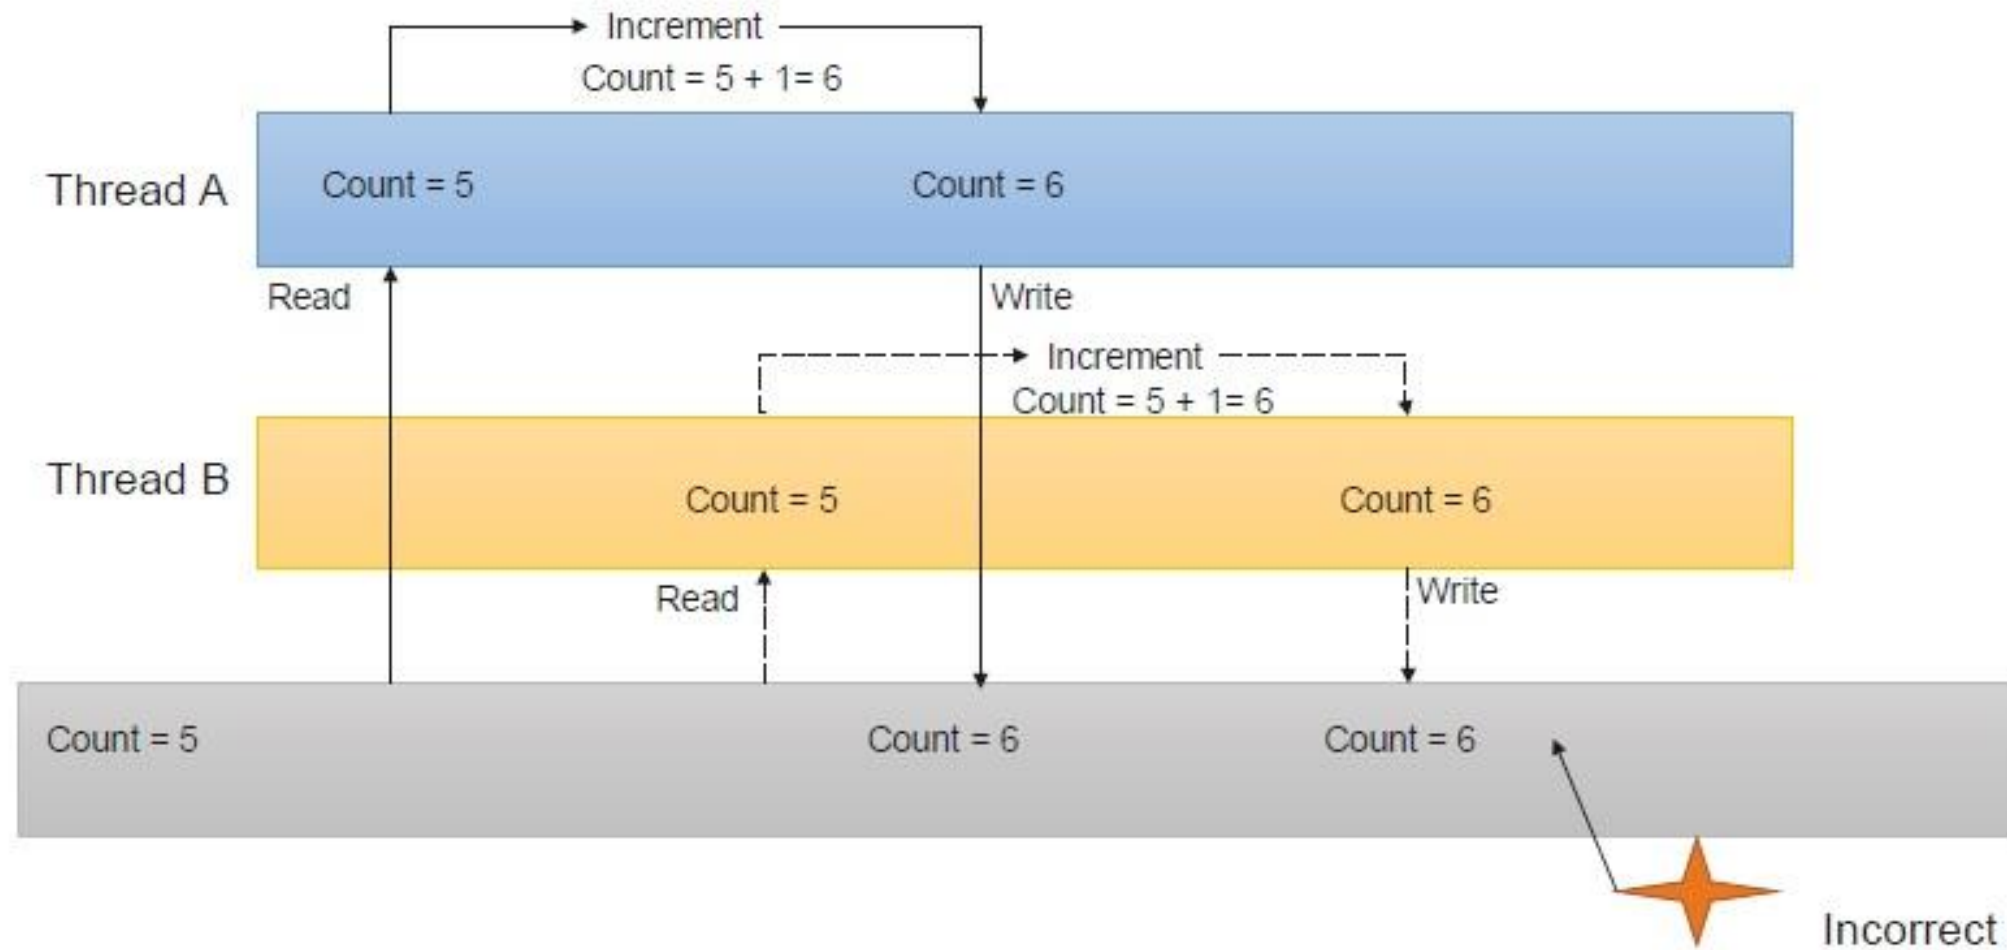 Increment
Count = 5 + 1= 6
Thread A
Count = 5
Count = 6
Read
Write
Increment
Count = 5 + 1= 6
Thread B
Count = 5
Count = 6
Read
Write
Count = 5
Count = 6
Count = 6
Incorrect